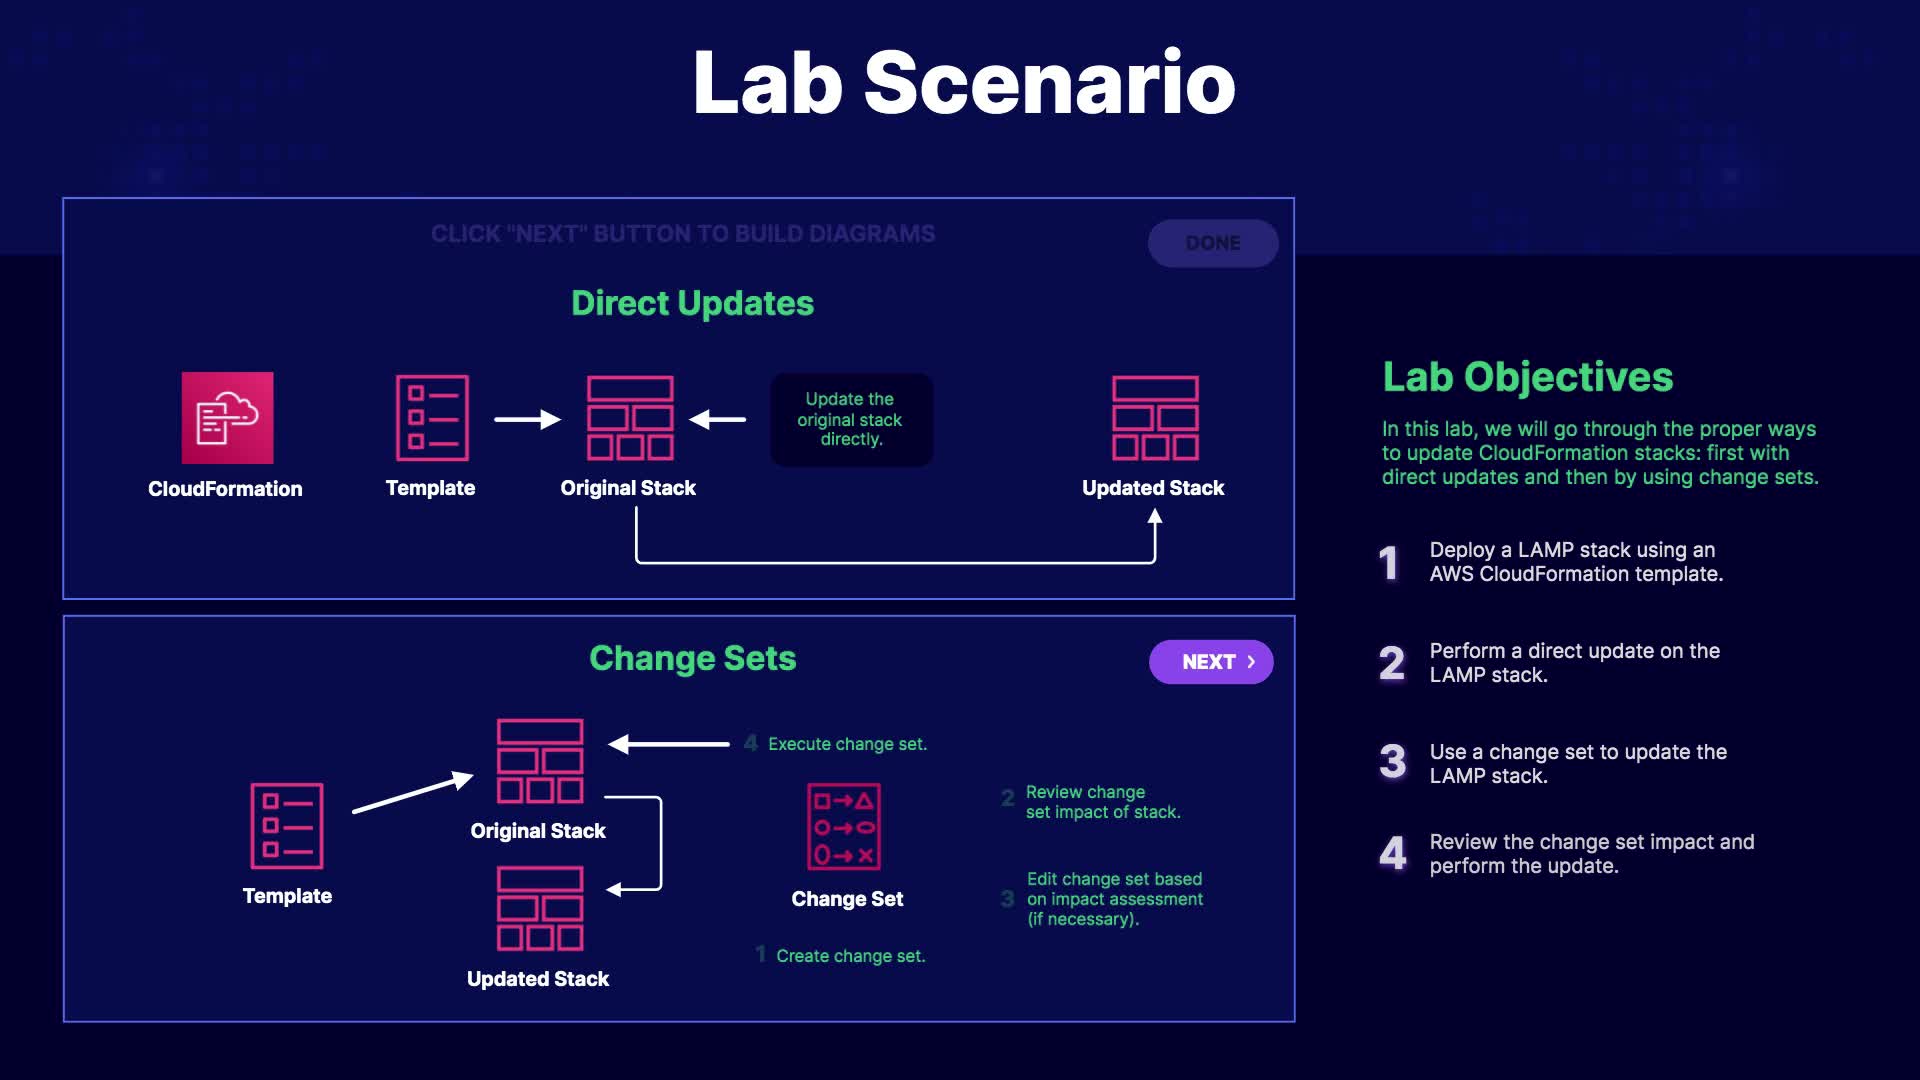 Lab Scenario
CLICK "NEXT" BUTTON TO BUILD DIAGRAMS
DONE
Direct Updates
CloudFormation
Template
Original Stack
Update the
original stack
directly.
Updated Stack
Change Sets
NEXT ›
Template
Original Stack
Updated Stack
4 Execute change set.
Change Set
1 Create change set.
2 Review change
set impact of stack.
3 Edit change set based
on impact assessment
(if necessary).
Lab Objectives
In this lab, we will go through the proper ways
to update CloudFormation stacks: first with
direct updates and then by using change sets.
1 Deploy a LAMP stack using an
AWS CloudFormation template.
2 Perform a direct update on the
LAMP stack.
3 Use a change set to update the
LAMP stack.
4 Review the change set impact and
perform the update.